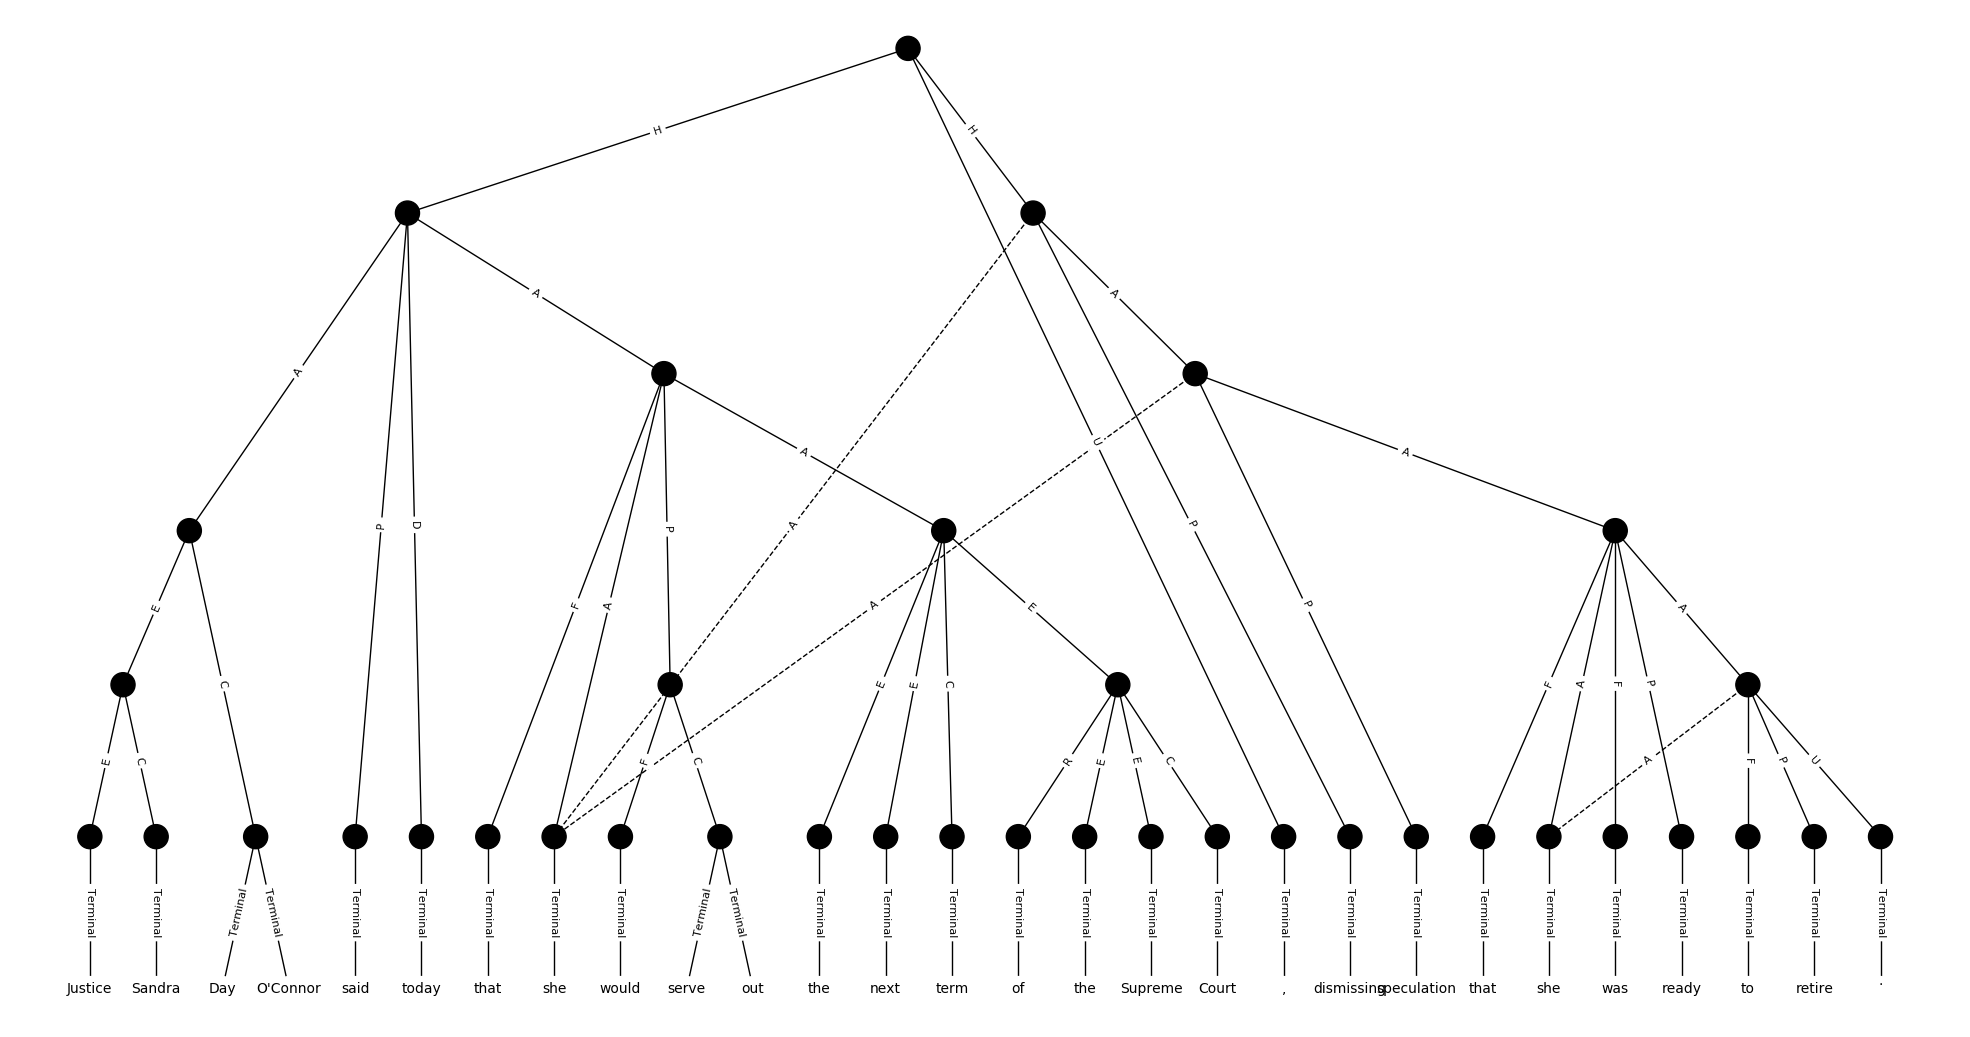 H H
A A A
A A U A
P D F A P A P
E C A E P
E E C F A F P A
E C F C R E E C A F P U
Terminal Terminal Terminal Terminal Terminal Terminal Terminal Terminal Terminal Terminal Terminal Terminal Terminal Terminal Terminal Terminal Terminal Terminal Terminal Terminal Terminal Terminal Terminal Terminal Terminal Terminal Terminal Terminal
Justice Sandra Day O'Connor said today that she would serve out the next term of the Supreme Court , dismissing speculation that she was ready to retire .